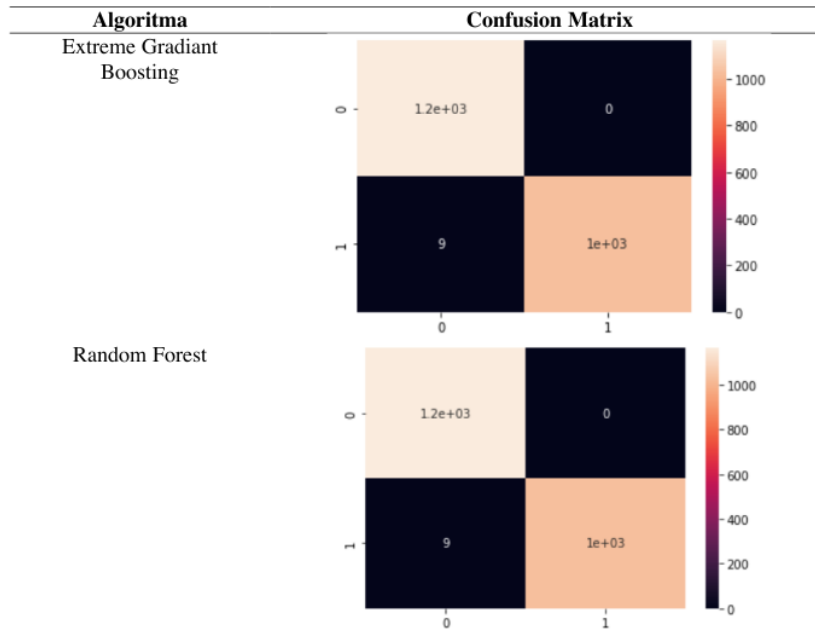 Algoritma Confusion Matrix
Extreme Gradiant
Boosting
0 1.2e+03 0
1 9 1e+03
0 1
1000
800
600
400
200
0
Random Forest
0 1.2e+03 0
1 9 1e+03
0 1
1000
800
600
400
200
0